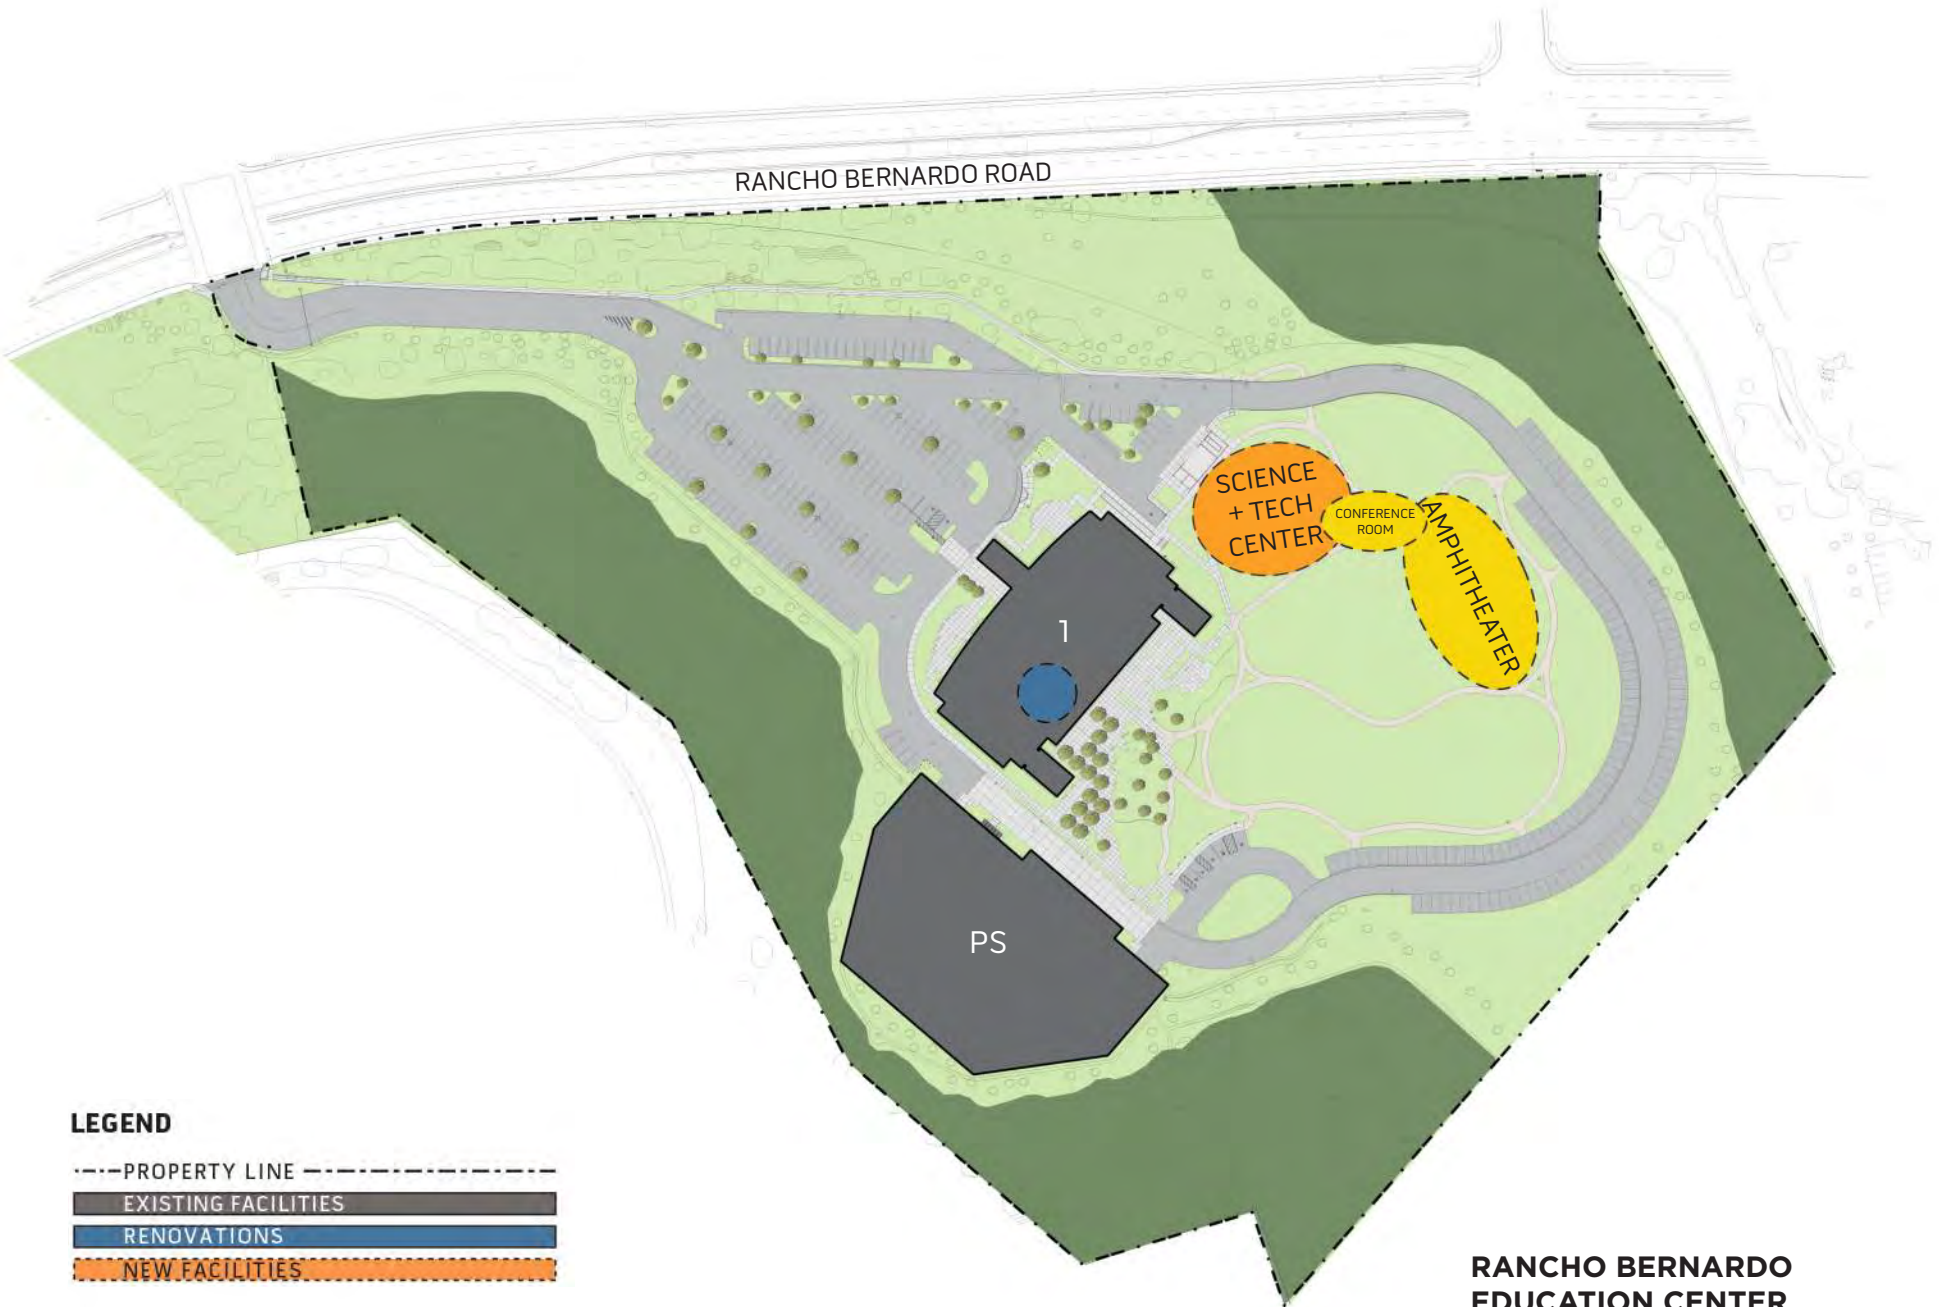 RANCHO BERNARDO ROAD
SCIENCE
+ TECH
CENTER
CONFERENCE
ROOM
AMPHITHEATER
1
PS
LEGEND
PROPERTY LINE
EXISTING FACILITIES
RENOVATIONS
NEW FACILITIES
RANCHO BERNARDO
EDUCATION CENTER